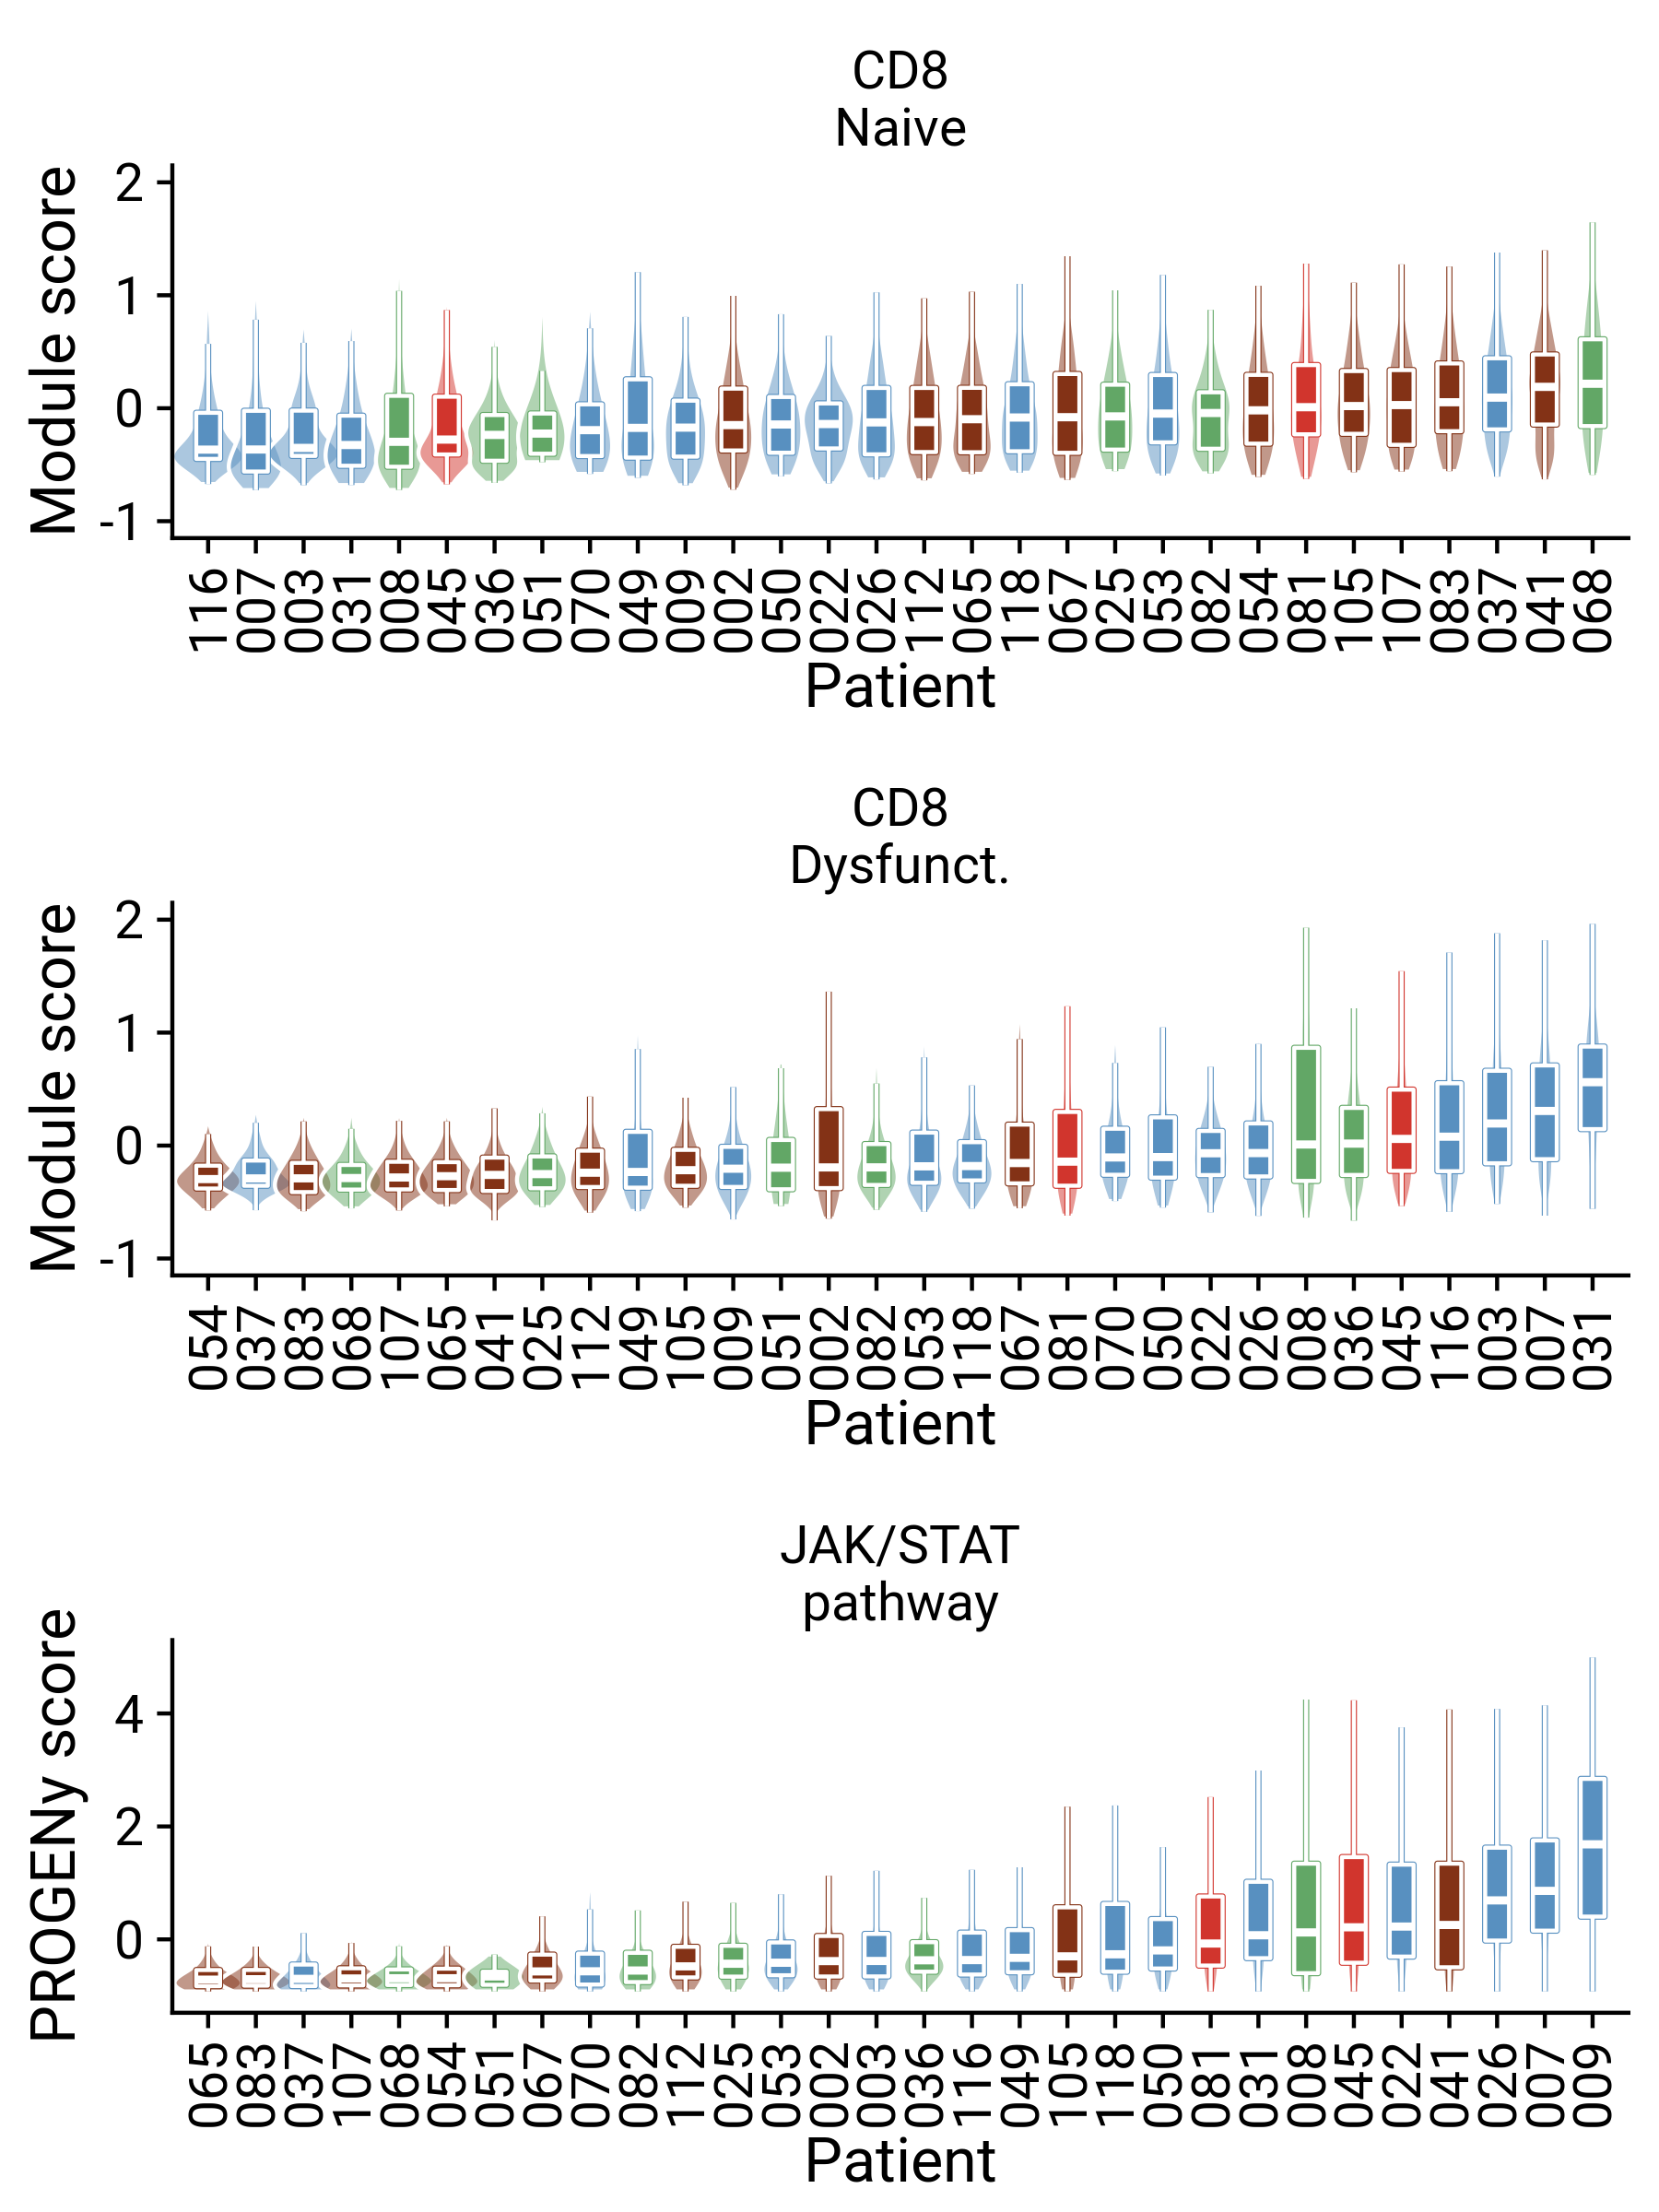 CD8
Naive
Module score
2
1
0
-1
116 007 003 031 008 045 036 051 070 049 009 002 050 022 026 112 065 118 067 025 053 082 054 081 105 107 083 037 041 068
Patient
CD8
Dysfunct.
Module score
2
1
0
-1
054 037 083 068 107 065 041 025 112 049 105 009 051 002 082 053 118 067 081 070 050 022 026 008 036 045 116 003 007 031
Patient
JAK/STAT
pathway
PROGENy score
4
2
0
065 083 037 107 068 054 051 067 070 082 112 025 053 002 003 036 116 049 105 118 050 081 031 008 045 022 041 026 007 009
Patient